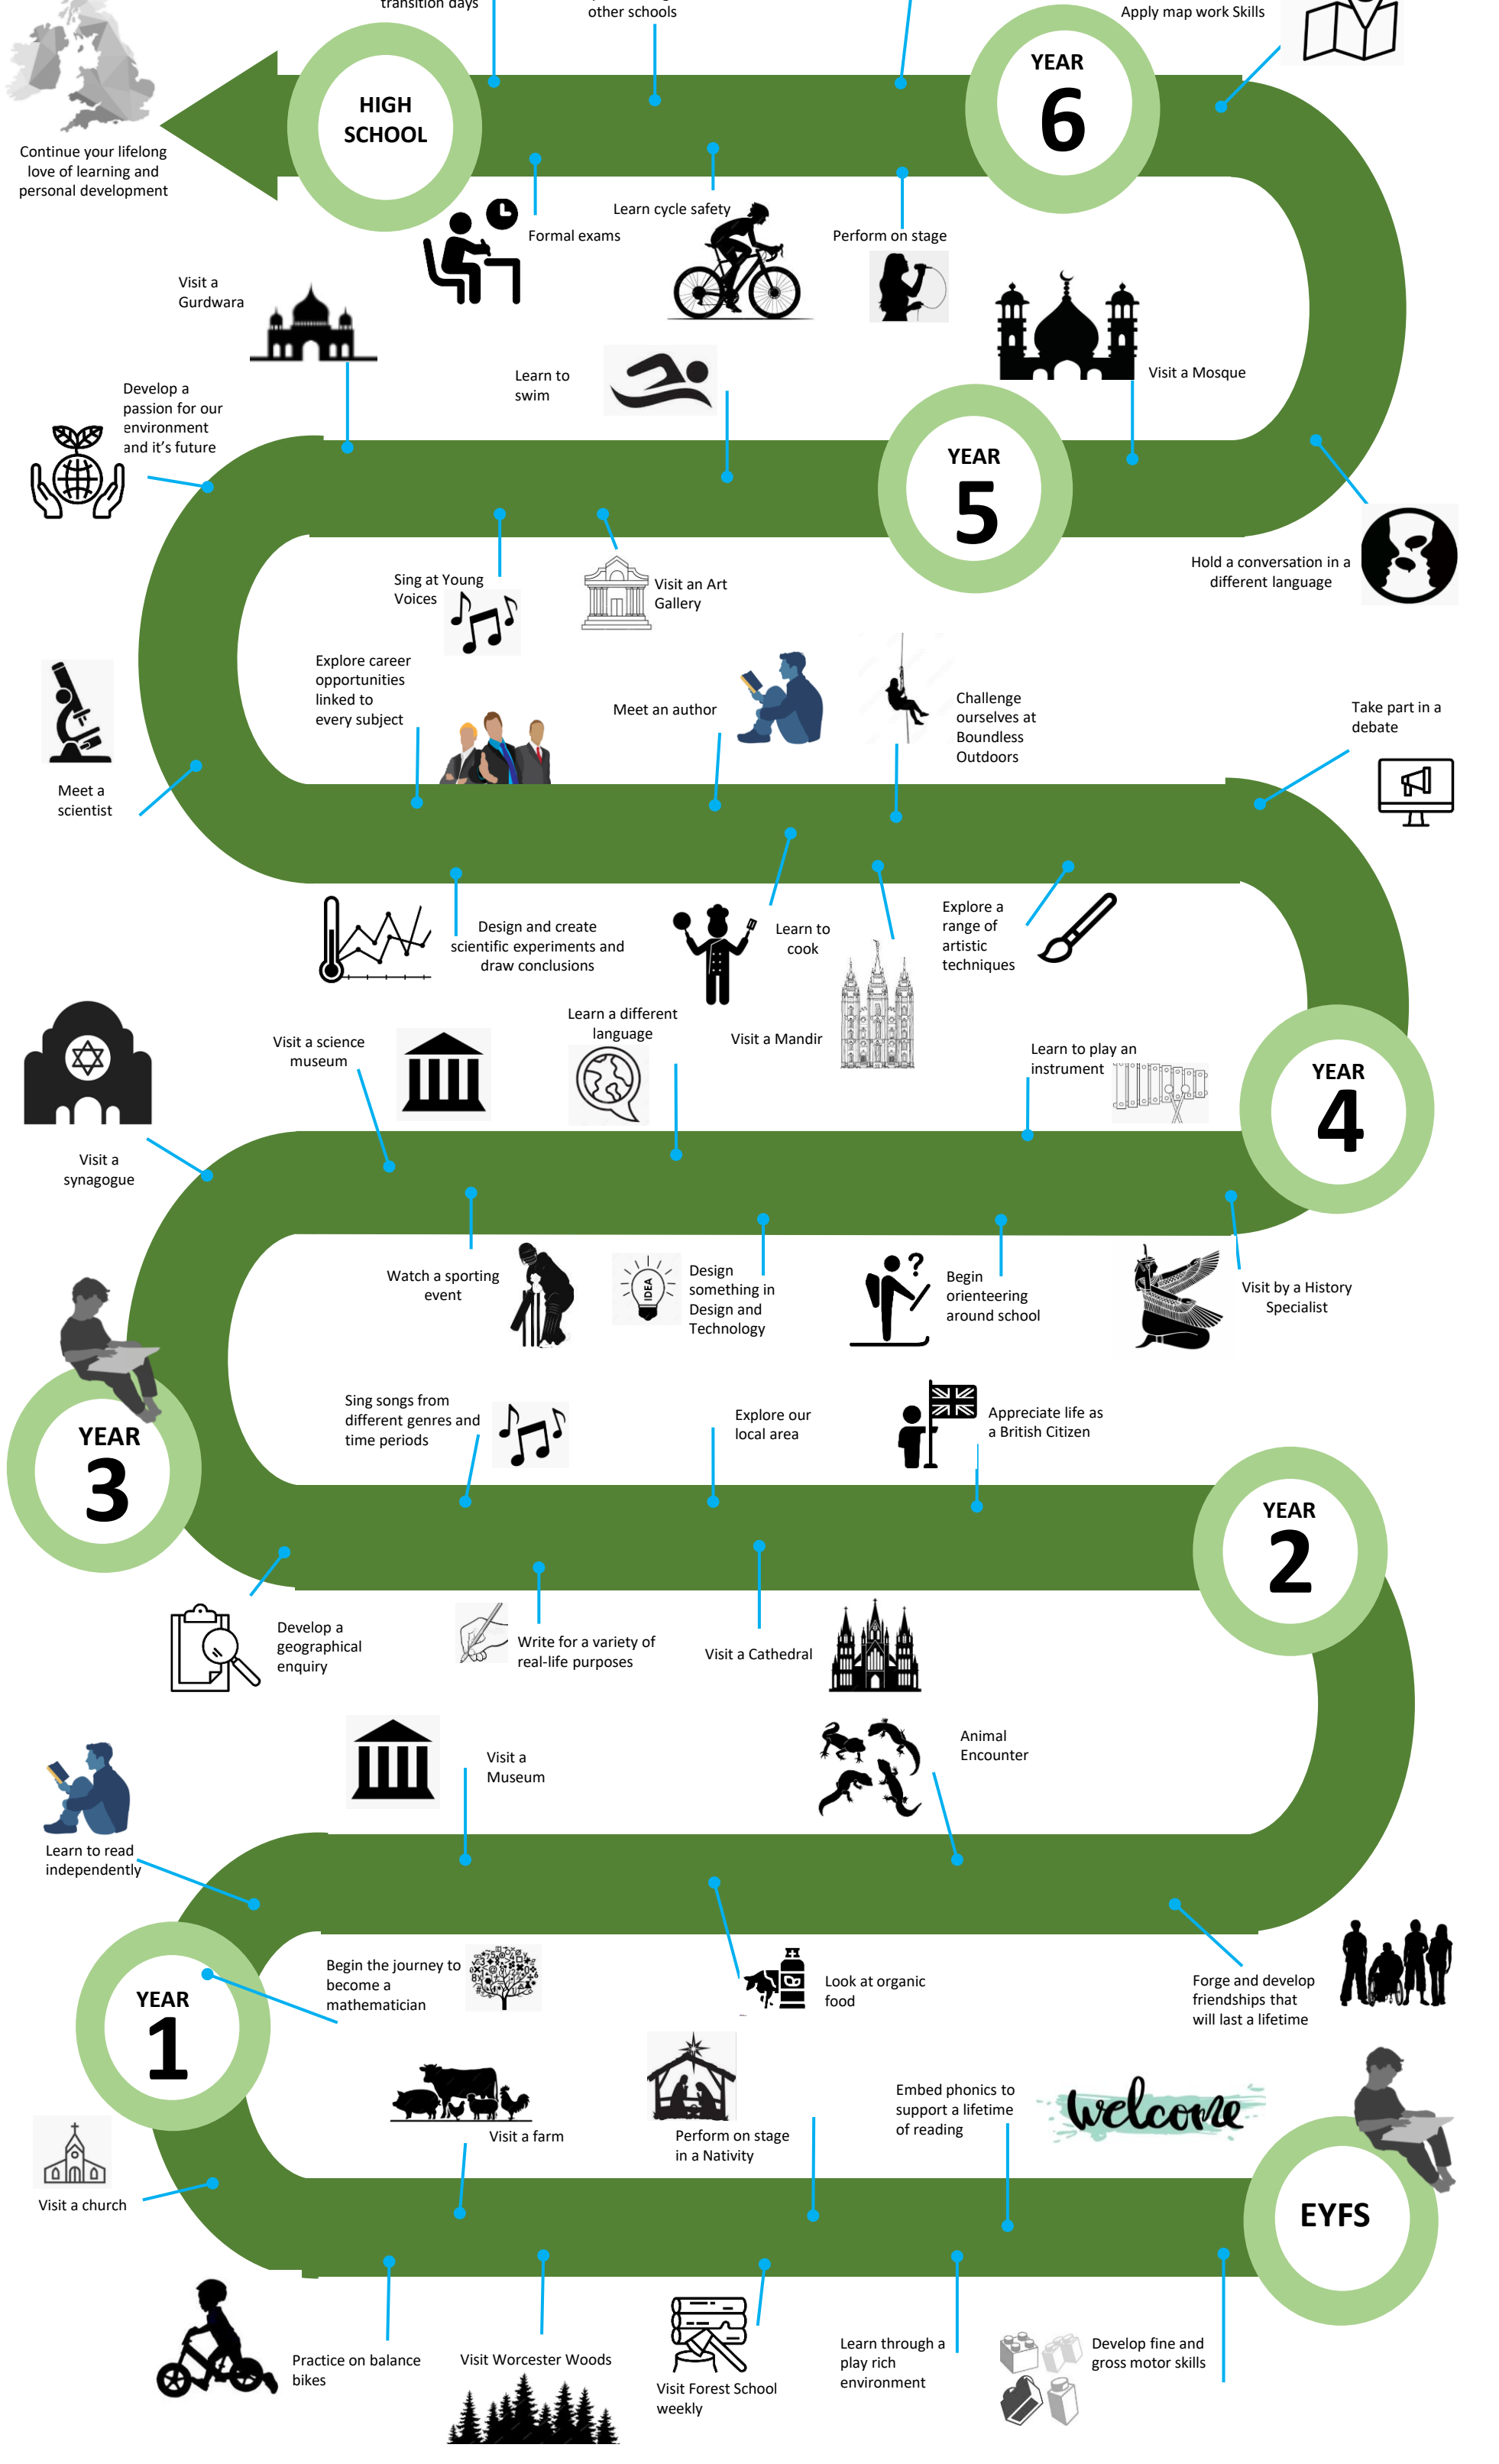 transition days
other schools
Apply map work Skills
YEAR
6
HIGH
SCHOOL
Continue your lifelong
love of learning and
personal development
Formal exams
Learn cycle safety
Perform on stage
Visit a
Gurdwara
Learn to
swim
Visit a Mosque
Develop a
passion for our
environment
and it's future
YEAR
5
Hold a conversation in a
different language
Sing at Young
Voices
Visit an Art
Gallery
Explore career
opportunities
linked to
every subject
Meet an author
Challenge
ourselves at
Boundless
Outdoors
Take part in a
debate
Meet a
scientist
Design and create
scientific experiments and
draw conclusions
Learn to
cook
Explore a
range of
artistic
techniques
Visit a Mandir
Learn a different
language
Visit a science
museum
Learn to play an
instrument
YEAR
4
Visit a
synagogue
Watch a sporting
event
IDEA
Design
something in
Design and
Technology
?
Begin
orienteering
around school
Visit by a History
Specialist
YEAR
3
Sing songs from
different genres and
time periods
Explore our
local area
Appreciate life as
a British Citizen
YEAR
2
Develop a
geographical
enquiry
Write for a variety of
real-life purposes
Visit a Cathedral
Visit a
Museum
Animal
Encounter
Learn to read
independently
YEAR
1
Begin the journey to
become a
mathematician
Look at organic
food
Forge and develop
friendships that
will last a lifetime
Visit a farm
Perform on stage
in a Nativity
Embed phonics to
support a lifetime
of reading
welcome
Visit a church
EYFS
Practice on balance
bikes
Visit Worcester Woods
Visit Forest School
weekly
Learn through a
play rich
environment
Develop fine and
gross motor skills